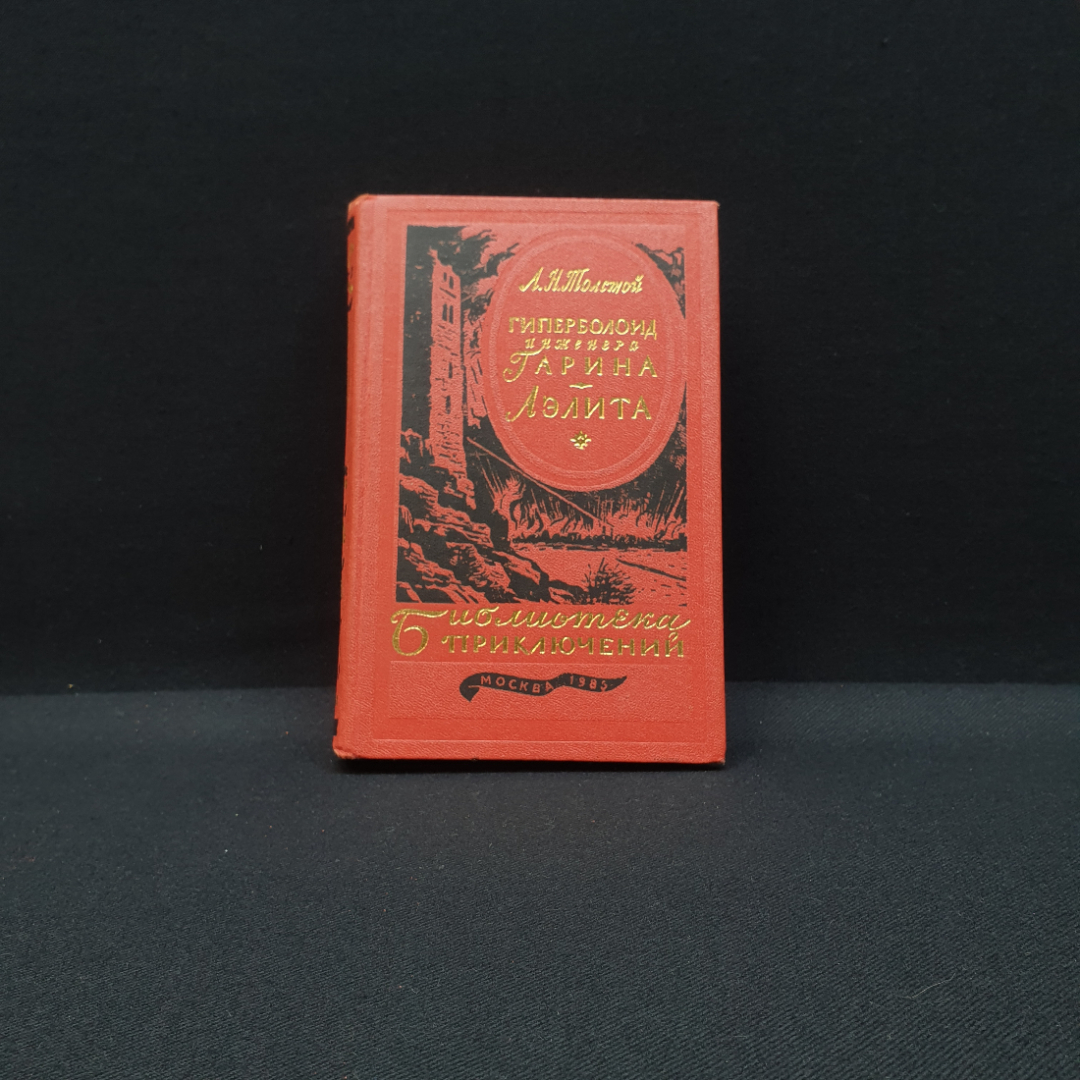 А.Н.Толстой
ГИПЕРБОЛОИД
инженера
ГАРИНА
АЭЛИТА
Библиотека
ПРИКЛЮЧЕНИЙ
МОСКВА 1985